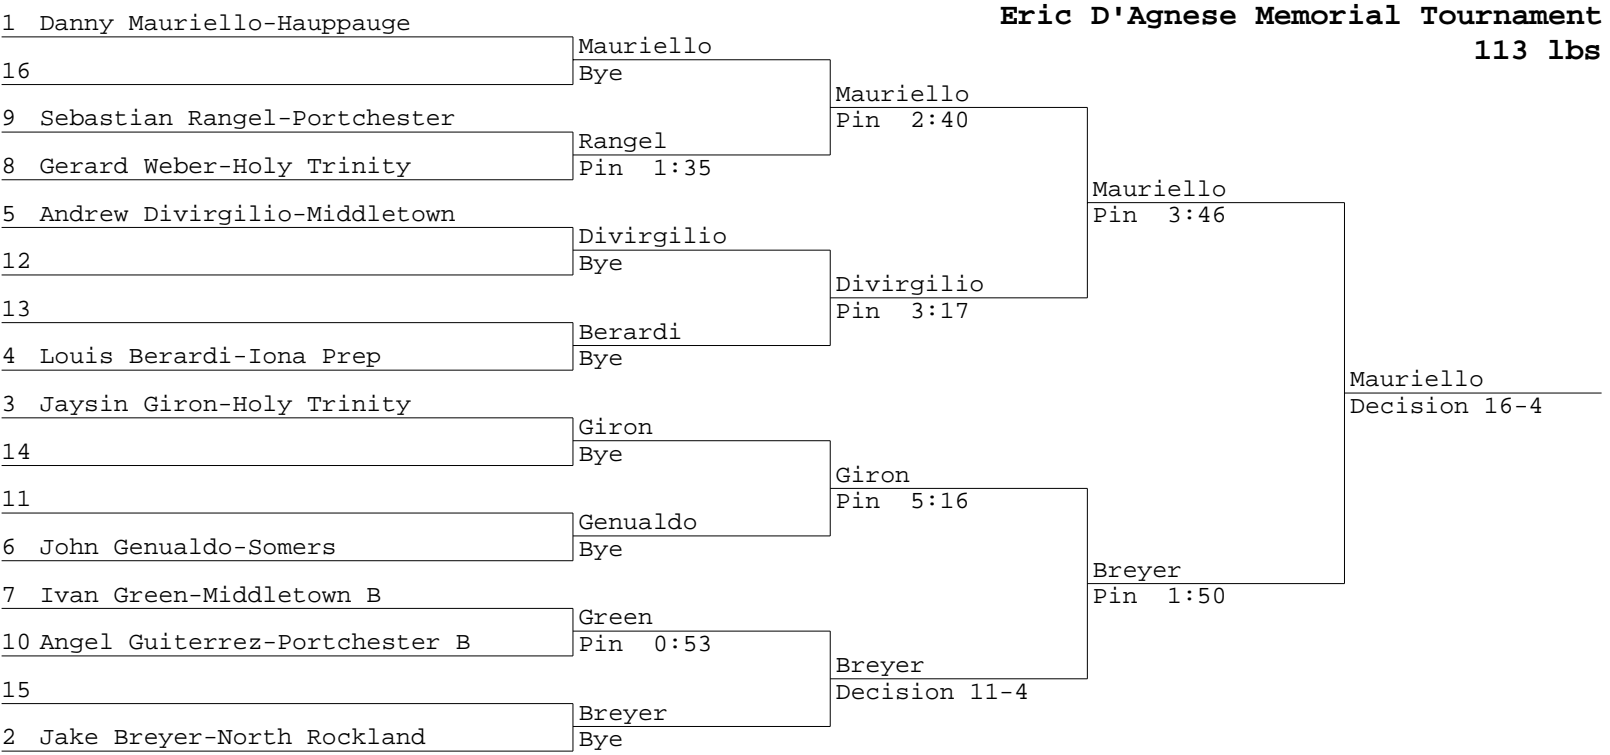 Eric D'Agnese Memorial Tournament
113 lbs
1 Danny Mauriello-Hauppauge
16
9 Sebastian Rangel-Portchester
8 Gerard Weber-Holy Trinity
5 Andrew Divirgilio-Middletown
12
13
4 Louis Berardi-Iona Prep
3 Jaysin Giron-Holy Trinity
14
11
6 John Genualdo-Somers
7 Ivan Green-Middletown B
10 Angel Guiterrez-Portchester B
15
2 Jake Breyer-North Rockland
Mauriello
Bye
Rangel
Pin 1:35
Divirgilio
Bye
Berardi
Bye
Giron
Bye
Genualdo
Bye
Green
Pin 0:53
Breyer
Bye
Mauriello
Pin 2:40
Divirgilio
Pin 3:17
Giron
Pin 5:16
Breyer
Decision 11-4
Mauriello
Pin 3:46
Breyer
Pin 1:50
Mauriello
Decision 16-4